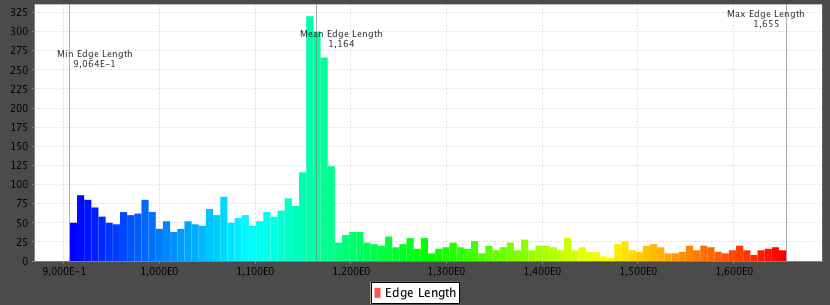 325
300
275
250
225
200
175
150
125
100
75
50
25
0
Min Edge Length
9,064E-1
Mean Edge Length
1,164
Max Edge Length
1,655
9,000E-1 1,000E0 1,100E0 1,200E0 1,300E0 1,400E0 1,500E0 1,600E0
Edge Length